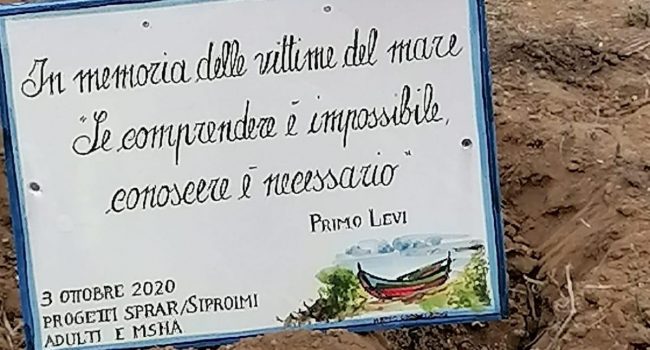 In memoria delle vittime del mare
"Se comprendere è impossibile,
conoscere è necessario"
PRIMO LEVI
3 OTTOBRE 2020
PROGETTI SPRAR/SIPROIMI
ADULTI E MSNA